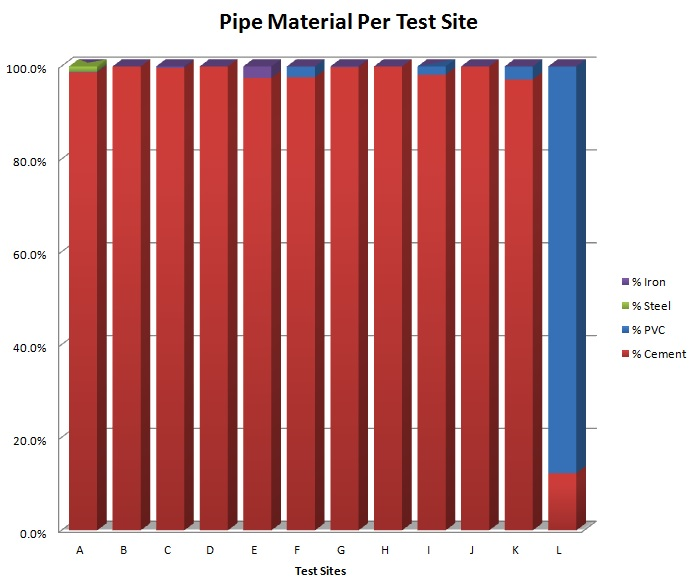 Pipe Material Per Test Site
100.0%
80.0%
60.0%
40.0%
20.0%
0.0%
A B C D E F G H I J K L
Test Sites
% Iron
% Steel
% PVC
% Cement